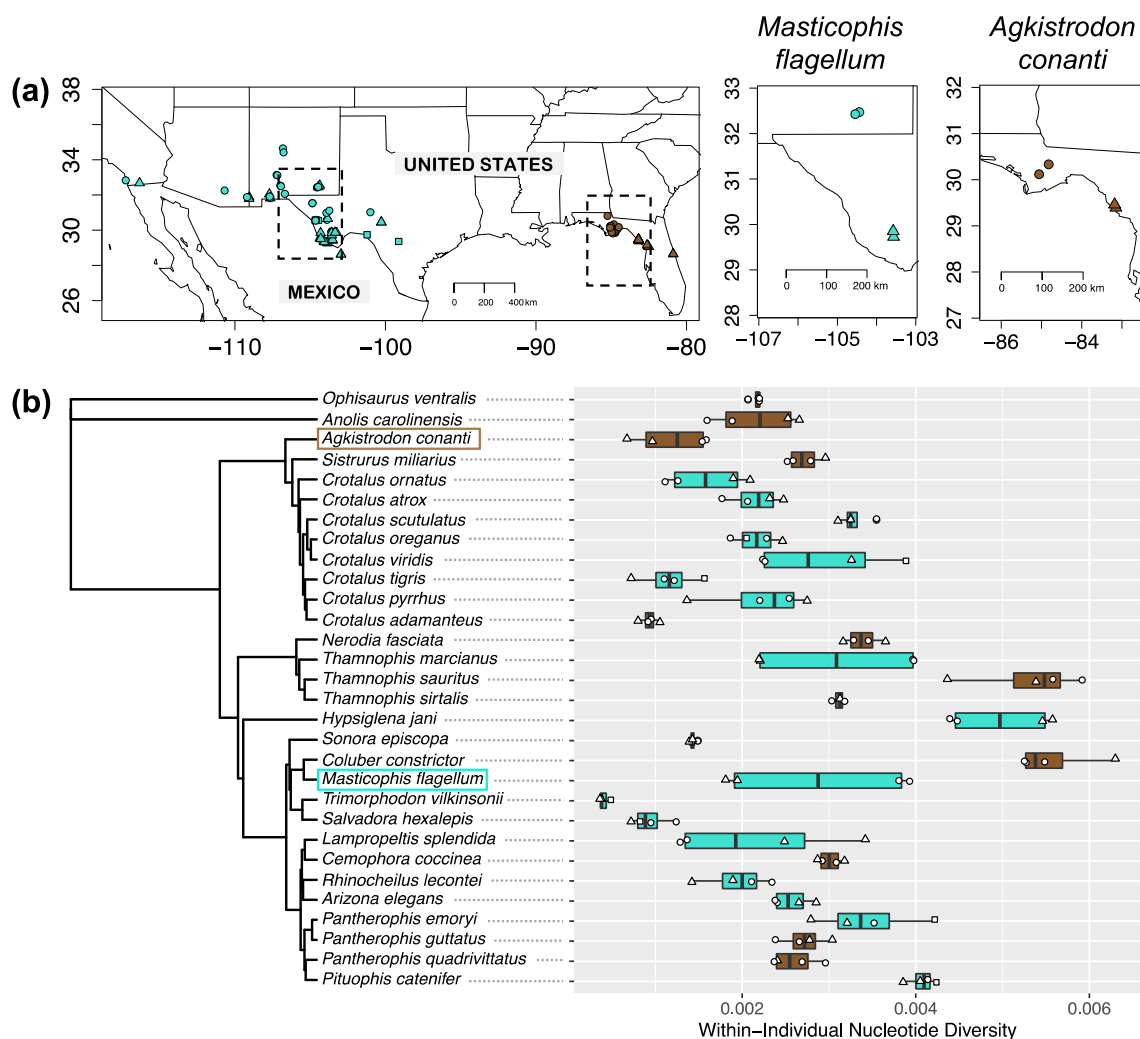 Masticophis
flagellum
Agkistrodon
conanti
(a)
38
34
30
26
UNITED STATES
MEXICO
0 200 400 km
−110 −100 −90 −80
33
32
31
30
29
28
0 100 200 km
−107 −105 −103
32
31
30
29
28
27
0 100 200 km
−86 −84
(b)
Ophisaurus ventralis
Anolis carolinensis
Agkistrodon conanti
Sistrurus miliarius
Crotalus ornatus
Crotalus atrox
Crotalus scutulatus
Crotalus oreganus
Crotalus viridis
Crotalus tigris
Crotalus pyrrhus
Crotalus adamanteus
Nerodia fasciata
Thamnophis marcianus
Thamnophis sauritus
Thamnophis sirtalis
Hypsiglena jani
Sonora episcopa
Coluber constrictor
Masticophis flagellum
Trimorphodon vilkinsonii
Salvadora hexalepis
Lampropeltis splendida
Cemophora coccinea
Rhinocheilus lecontei
Arizona elegans
Pantherophis emoryi
Pantherophis guttatus
Pantherophis quadrivittatus
Pituophis catenifer
0.002 0.004 0.006
Within−Individual Nucleotide Diversity